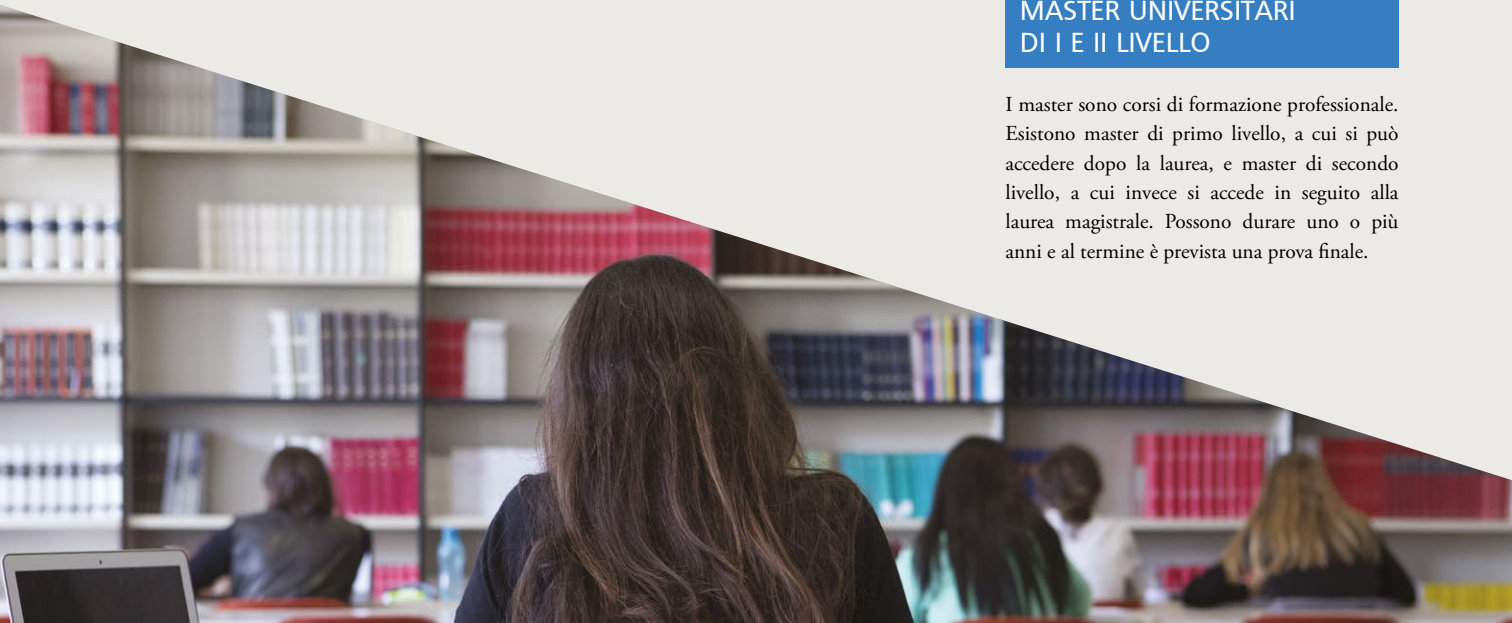 MASTER UNIVERSITARI
DI I E II LIVELLO
I master sono corsi di formazione professionale.
Esistono master di primo livello, a cui si può
accedere dopo la laurea, e master di secondo
livello, a cui invece si accede in seguito alla
laurea magistrale. Possono durare uno o più
anni e al termine è prevista una prova finale.